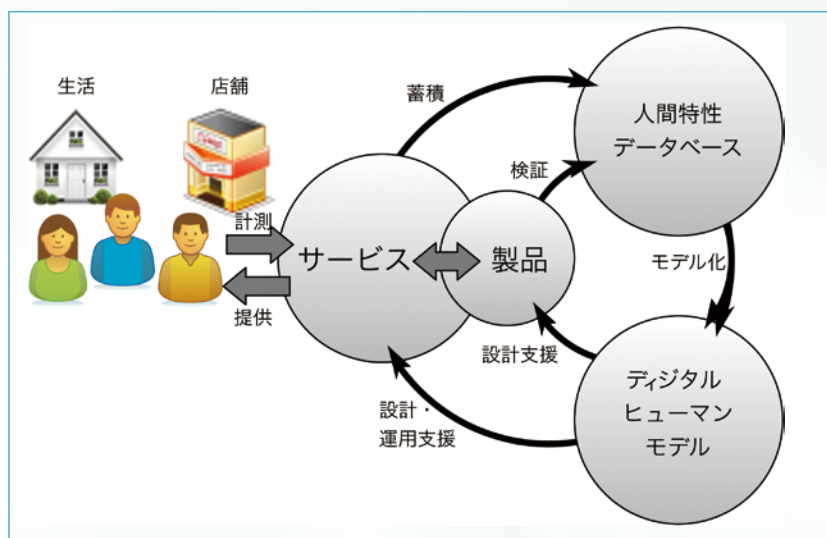 生活
店舗
蓄積
人間特性
データベース
検証
計測
サービス
製品
モデル化
提供
設計支援
ディジタル
ヒューマン
モデル
設計・
運用支援